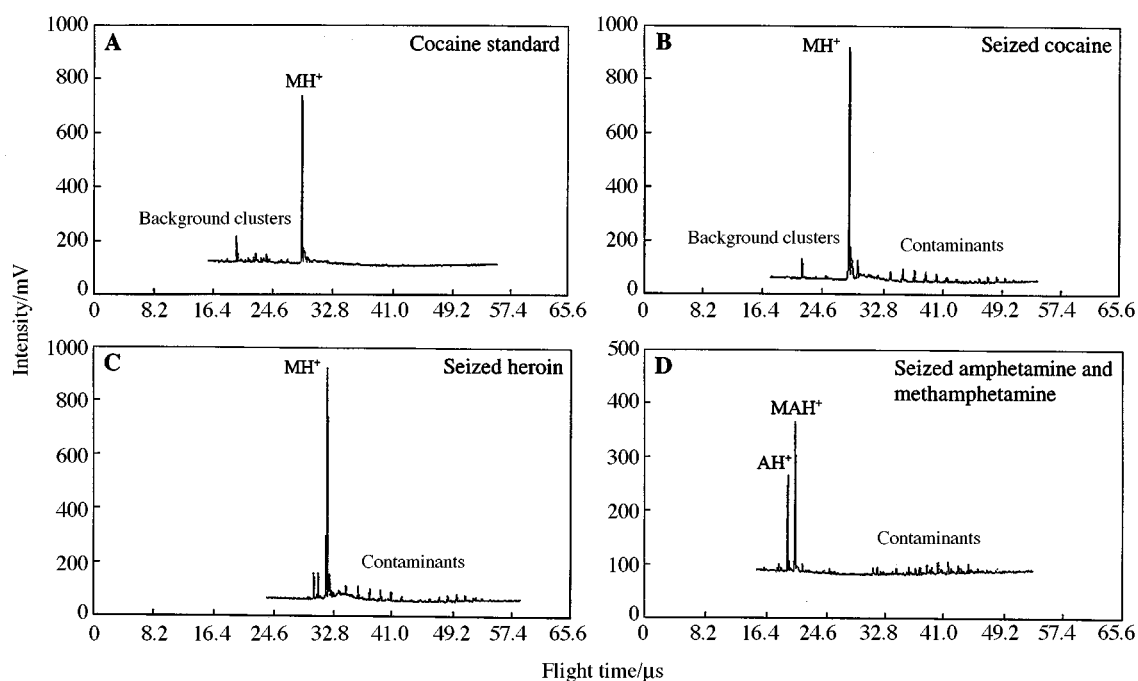 A
Cocaine standard
MH⁺
Background clusters
1000
800
600
400
200
0
0 8.2 16.4 24.6 32.8 41.0 49.2 57.4 65.6
B
Seized cocaine
MH⁺
Background clusters
Contaminants
1000
800
600
400
200
0
0 8.2 16.4 24.6 32.8 41.0 49.2 57.4 65.6
Intensity/mV
C
Seized heroin
MH⁺
Contaminants
1000
800
600
400
200
0
0 8.2 16.4 24.6 32.8 41.0 49.2 57.4 65.6
D
Seized amphetamine and
methamphetamine
MAH⁺
AH⁺
Contaminants
500
400
300
200
100
0
0 8.2 16.4 24.6 32.8 41.0 49.2 57.4 65.6
Flight time/μs